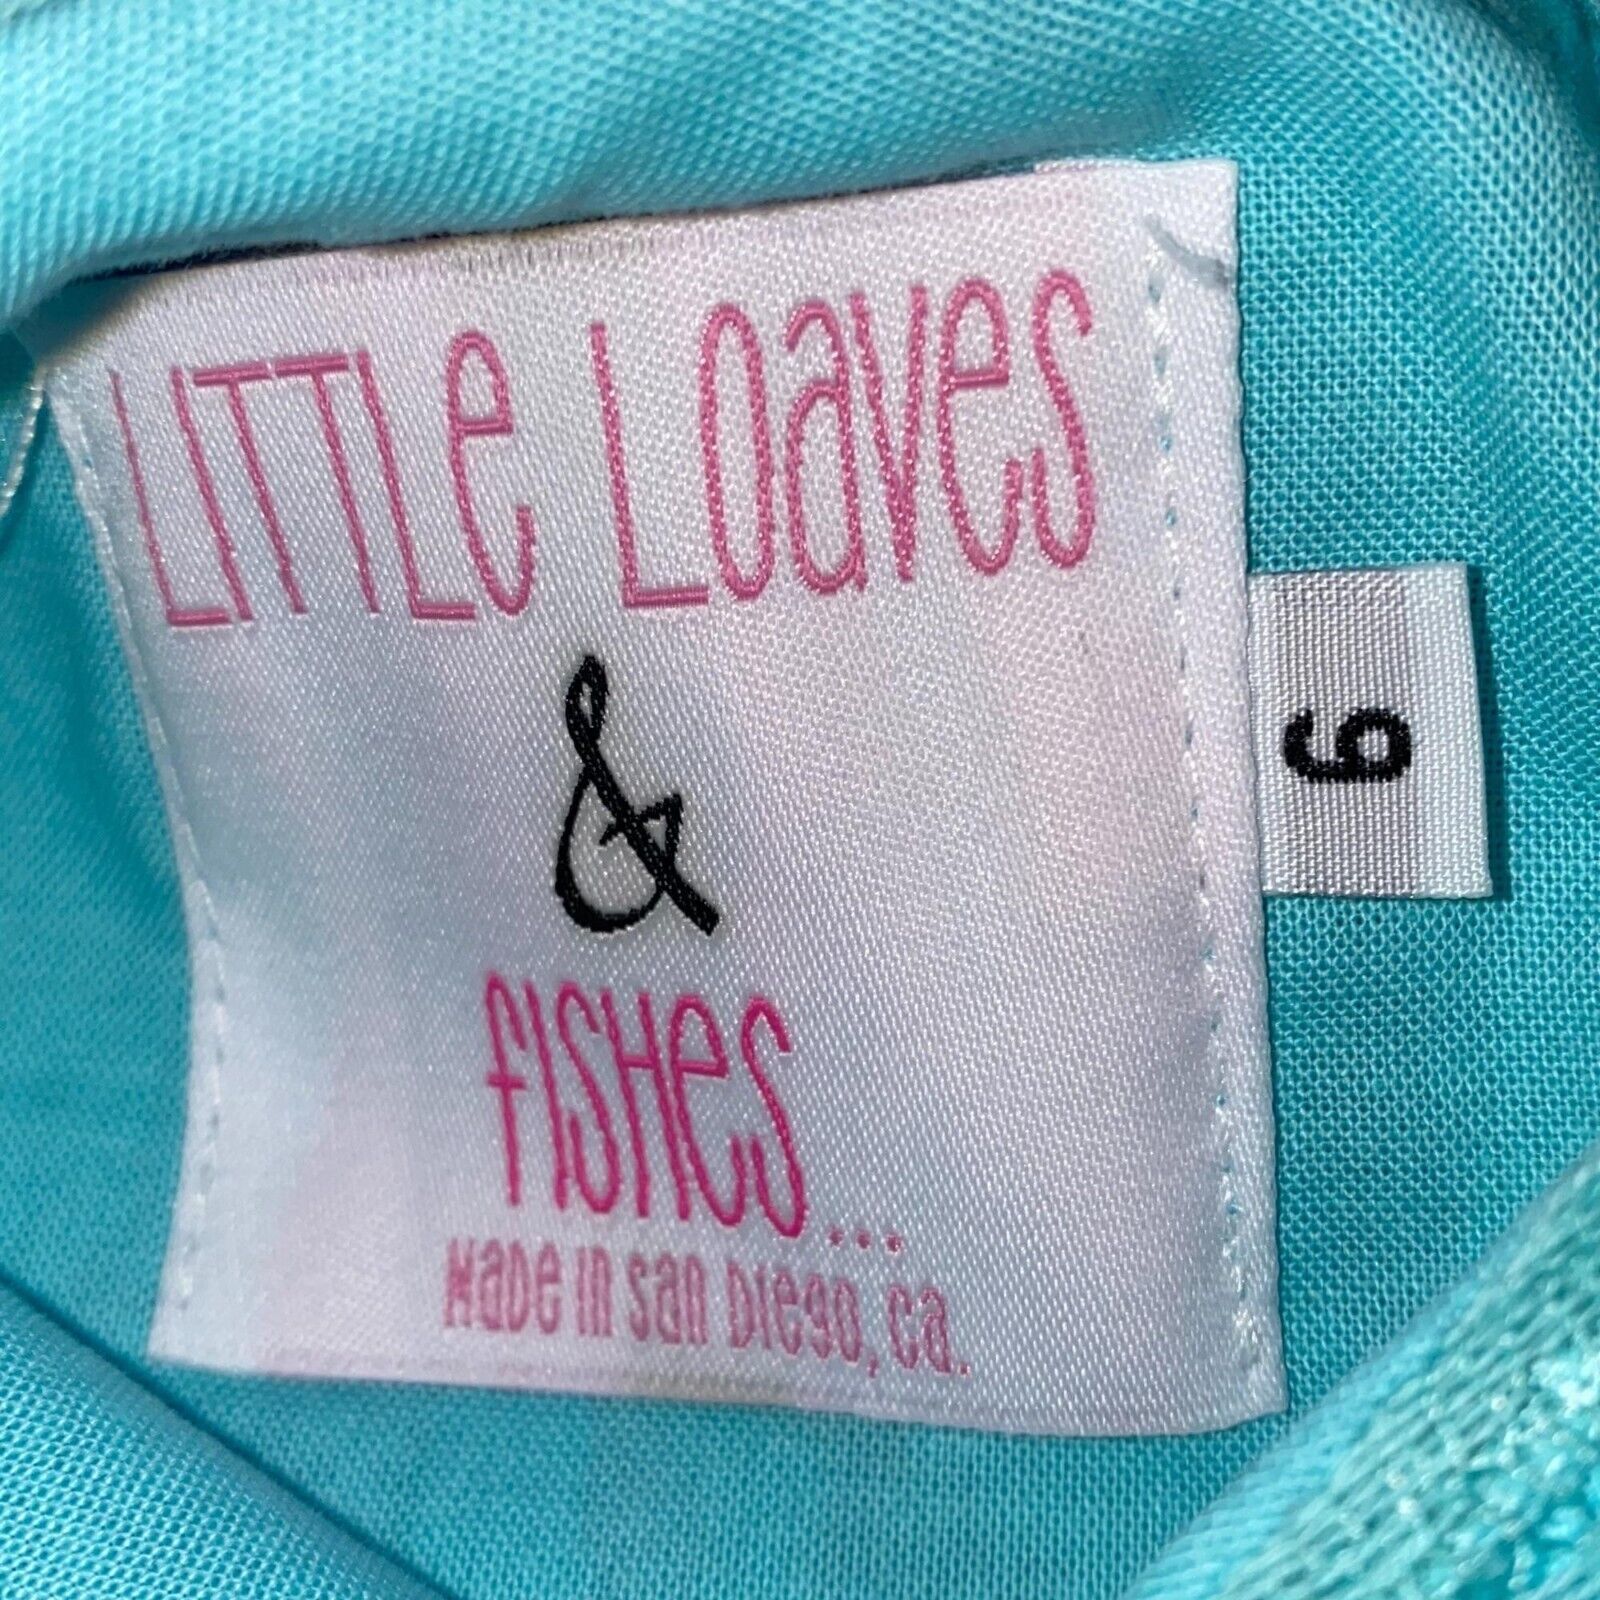 LITTLe Loaves
&
fISHes...
Made in San Diego, Ca.
6